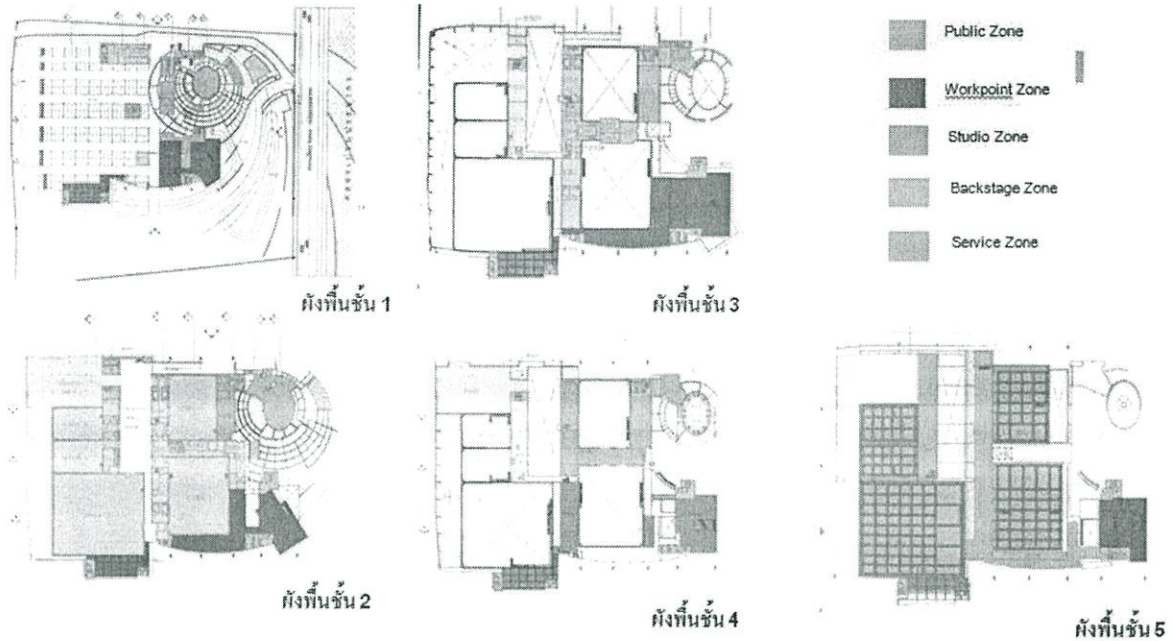 Public Zone
Workpoint Zone
Studio Zone
Backstage Zone
Service Zone
ผังพื้นชั้น 1
ผังพื้นชั้น 3
ผังพื้นชั้น 2
ผังพื้นชั้น 4
ผังพื้นชั้น 5